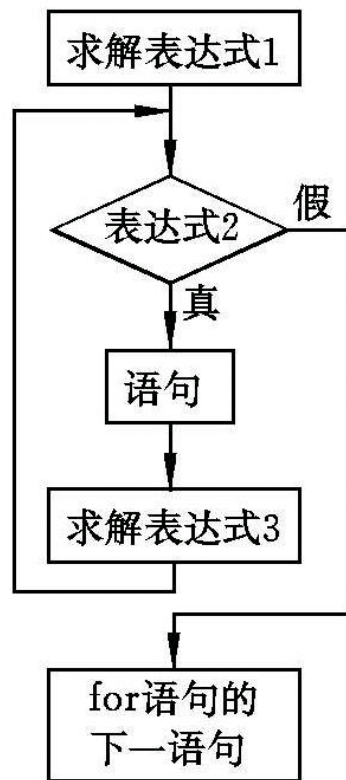 求解表达式1
表达式2
假
真
语句
求解表达式3
for语句的
下一语句